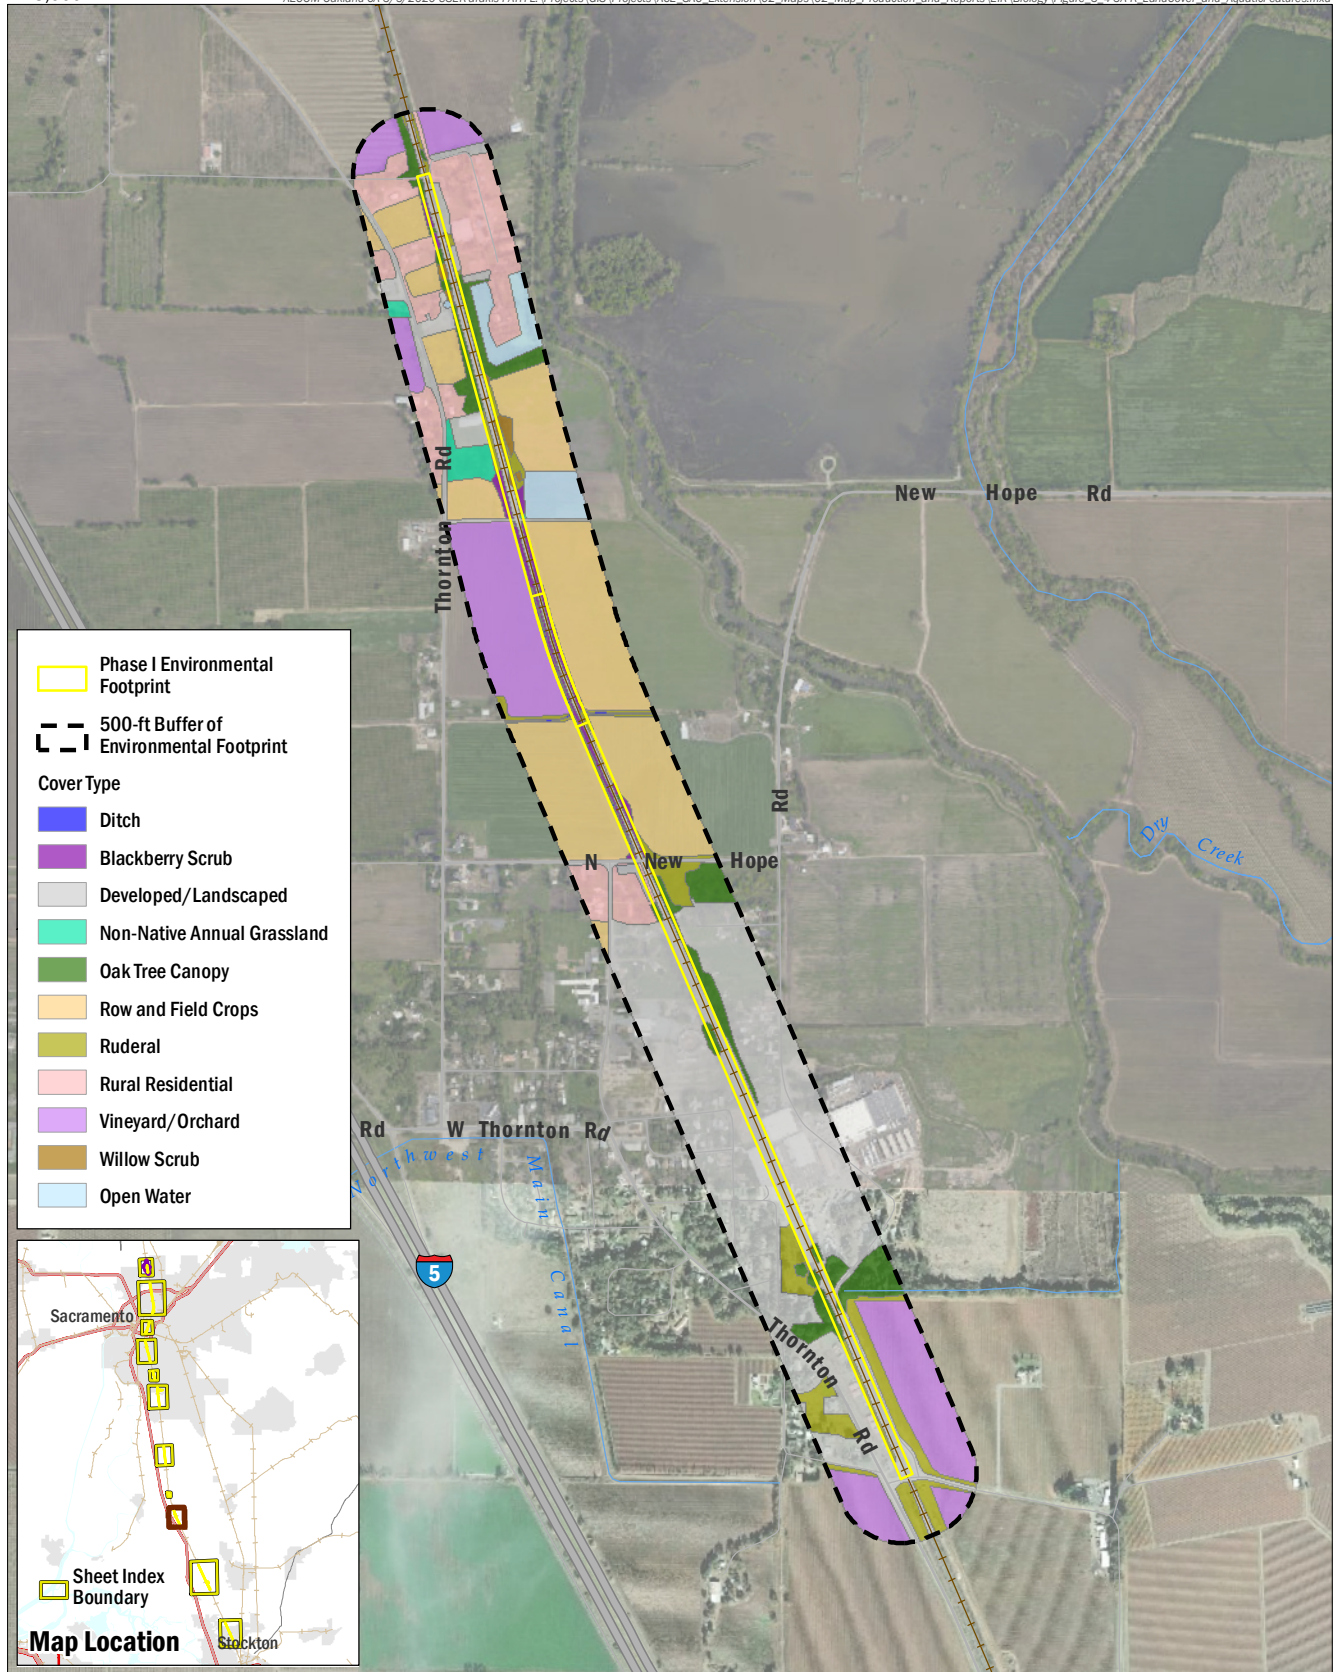 New Hope Rd
Rd
Thornton
Rd
N New Hope
Dry
Creek
Rd W Thornton Rd
Northwest
Main
Canal
5
Thornton
Rd
Phase I Environmental
Footprint
500-ft Buffer of
Environmental Footprint
Cover Type
Ditch
Blackberry Scrub
Developed/Landscaped
Non-Native Annual Grassland
Oak Tree Canopy
Row and Field Crops
Ruderal
Rural Residential
Vineyard/Orchard
Willow Scrub
Open Water
Sacramento
Sheet Index
Boundary
Map Location
Stockton